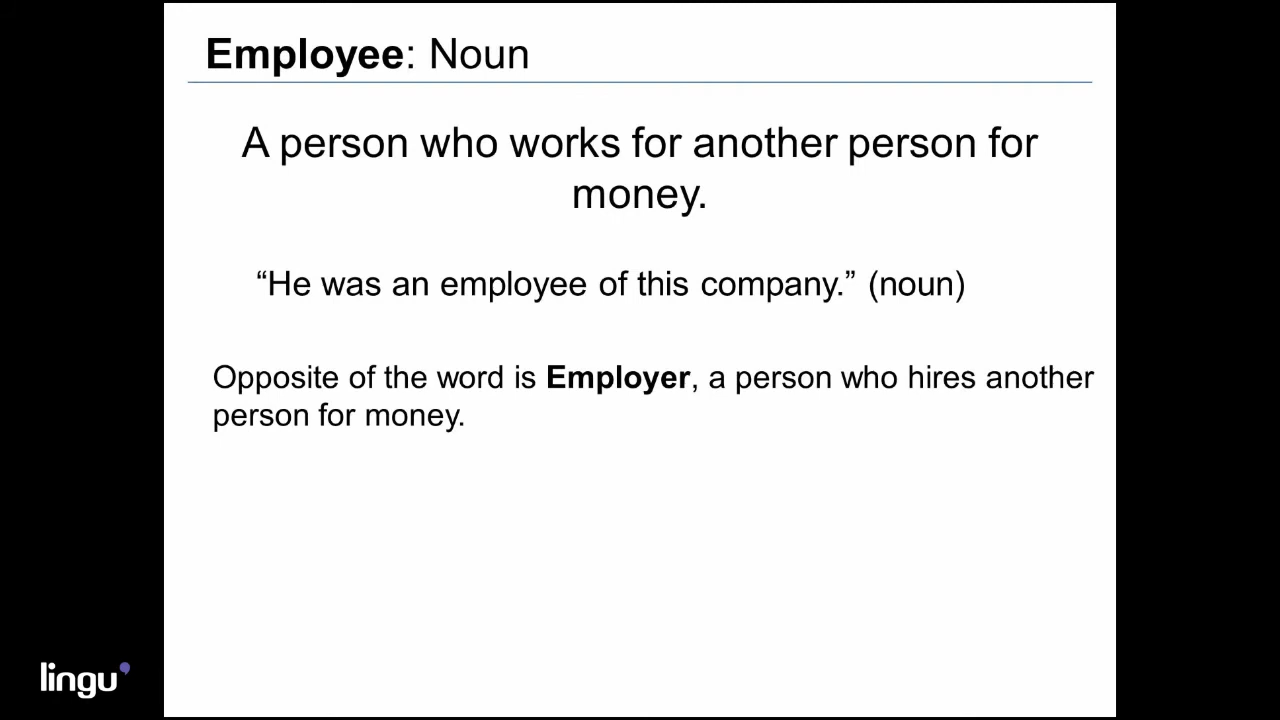 Employee: Noun
A person who works for another person for
money.
“He was an employee of this company.” (noun)
Opposite of the word is Employer, a person who hires another
person for money.
lingu